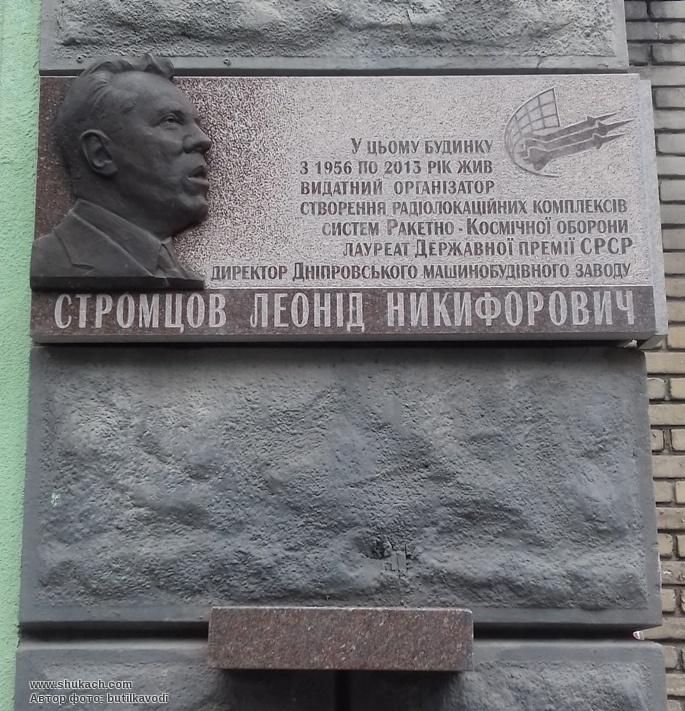 У цьому будинку
з 1956 по 2013 рік жив
видатний організатор
створення радіолокаційних комплексів
систем Ракетно-Космічної оборони
лауреат Державної премії СРСР
директор Дніпровського машинобудівного заводу
СТРОМЦОВ ЛЕОНІД НИКИФОРОВИЧ
www.shukach.com
Автор фото: butilkavodi